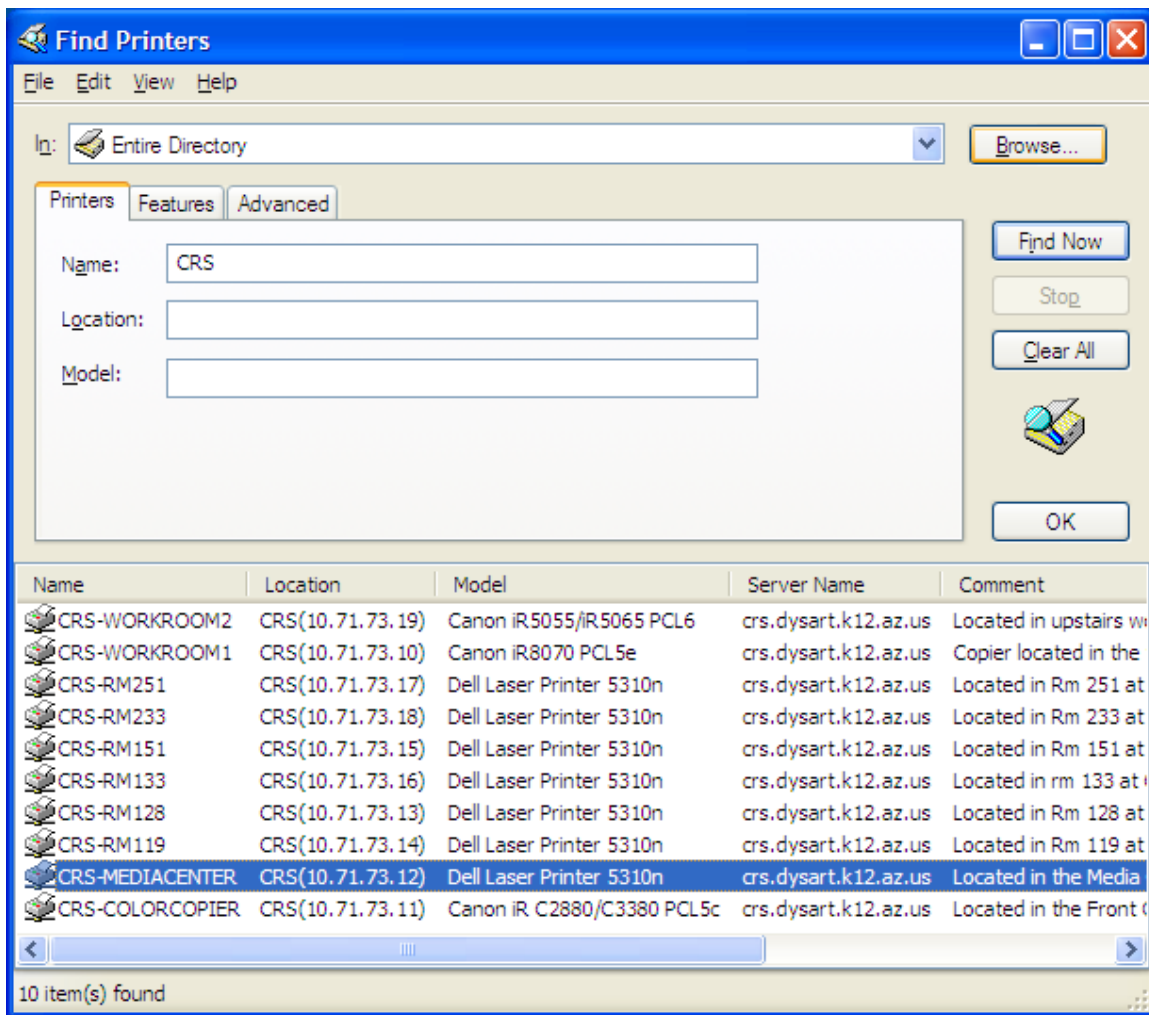 Find Printers
File Edit View Help
In: Entire Directory Browse...
Printers Features Advanced
Find Now
Name: CRS
Stop
Location:
Clear All
Model:
OK
Name Location Model Server Name Comment
CRS-WORKROOM2 CRS(10.71.73.19) Canon iR5055/iR5065 PCL6 crs.dysart.k12.az.us Located in upstairs
CRS-WORKROOM1 CRS(10.71.73.10) Canon iR8070 PCL5e crs.dysart.k12.az.us Copier located in the
CRS-RM251 CRS(10.71.73.17) Dell Laser Printer 5310n crs.dysart.k12.az.us Located in Rm 251 at
CRS-RM233 CRS(10.71.73.18) Dell Laser Printer 5310n crs.dysart.k12.az.us Located in Rm 233 at
CRS-RM151 CRS(10.71.73.15) Dell Laser Printer 5310n crs.dysart.k12.az.us Located in Rm 151 at
CRS-RM133 CRS(10.71.73.16) Dell Laser Printer 5310n crs.dysart.k12.az.us Located in rm 133 at
CRS-RM128 CRS(10.71.73.13) Dell Laser Printer 5310n crs.dysart.k12.az.us Located in Rm 128 at
CRS-RM119 CRS(10.71.73.14) Dell Laser Printer 5310n crs.dysart.k12.az.us Located in Rm 119 at
CRS-MEDIACENTER CRS(10.71.73.12) Dell Laser Printer 5310n crs.dysart.k12.az.us Located in the Media
CRS-COLORCOPIER CRS(10.71.73.11) Canon iR C2880/C3380 PCL5c crs.dysart.k12.az.us Located in the Front
10 item(s) found